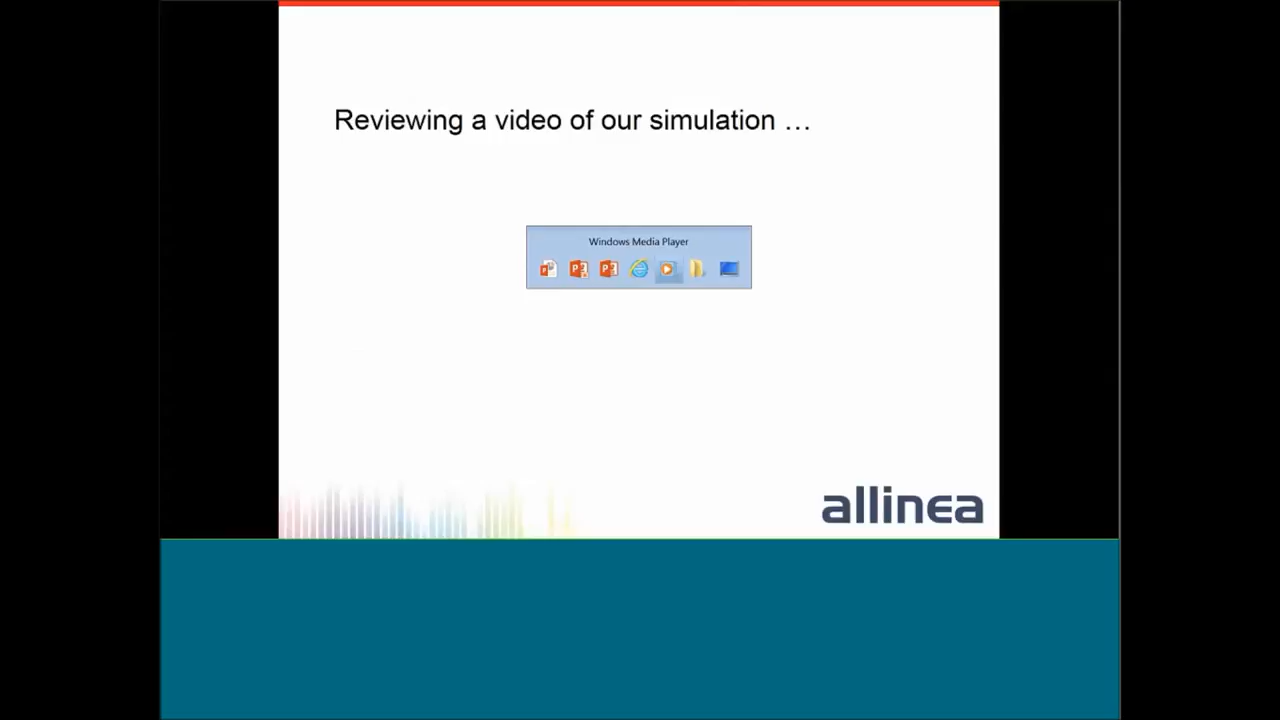 Reviewing a video of our simulation …
Windows Media Player
allinea